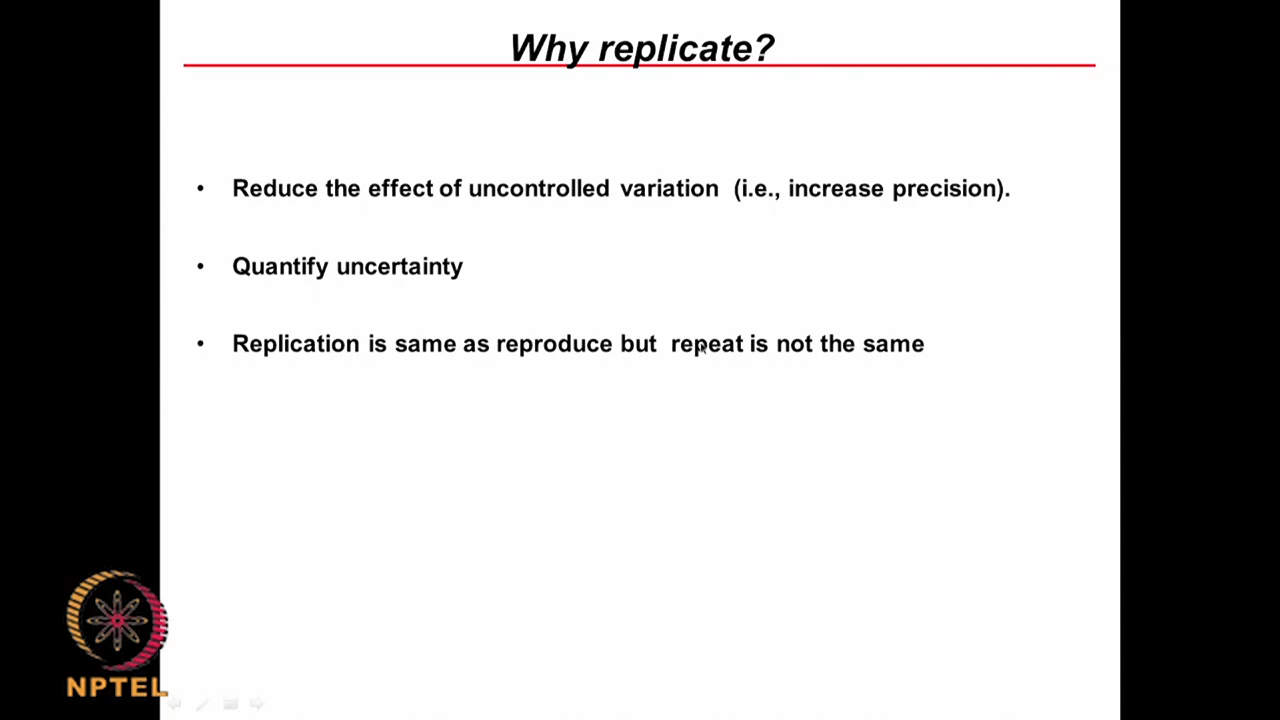 Why replicate?
• Reduce the effect of uncontrolled variation (i.e., increase precision).
• Quantify uncertainty
• Replication is same as reproduce but repeat is not the same
NPTEL